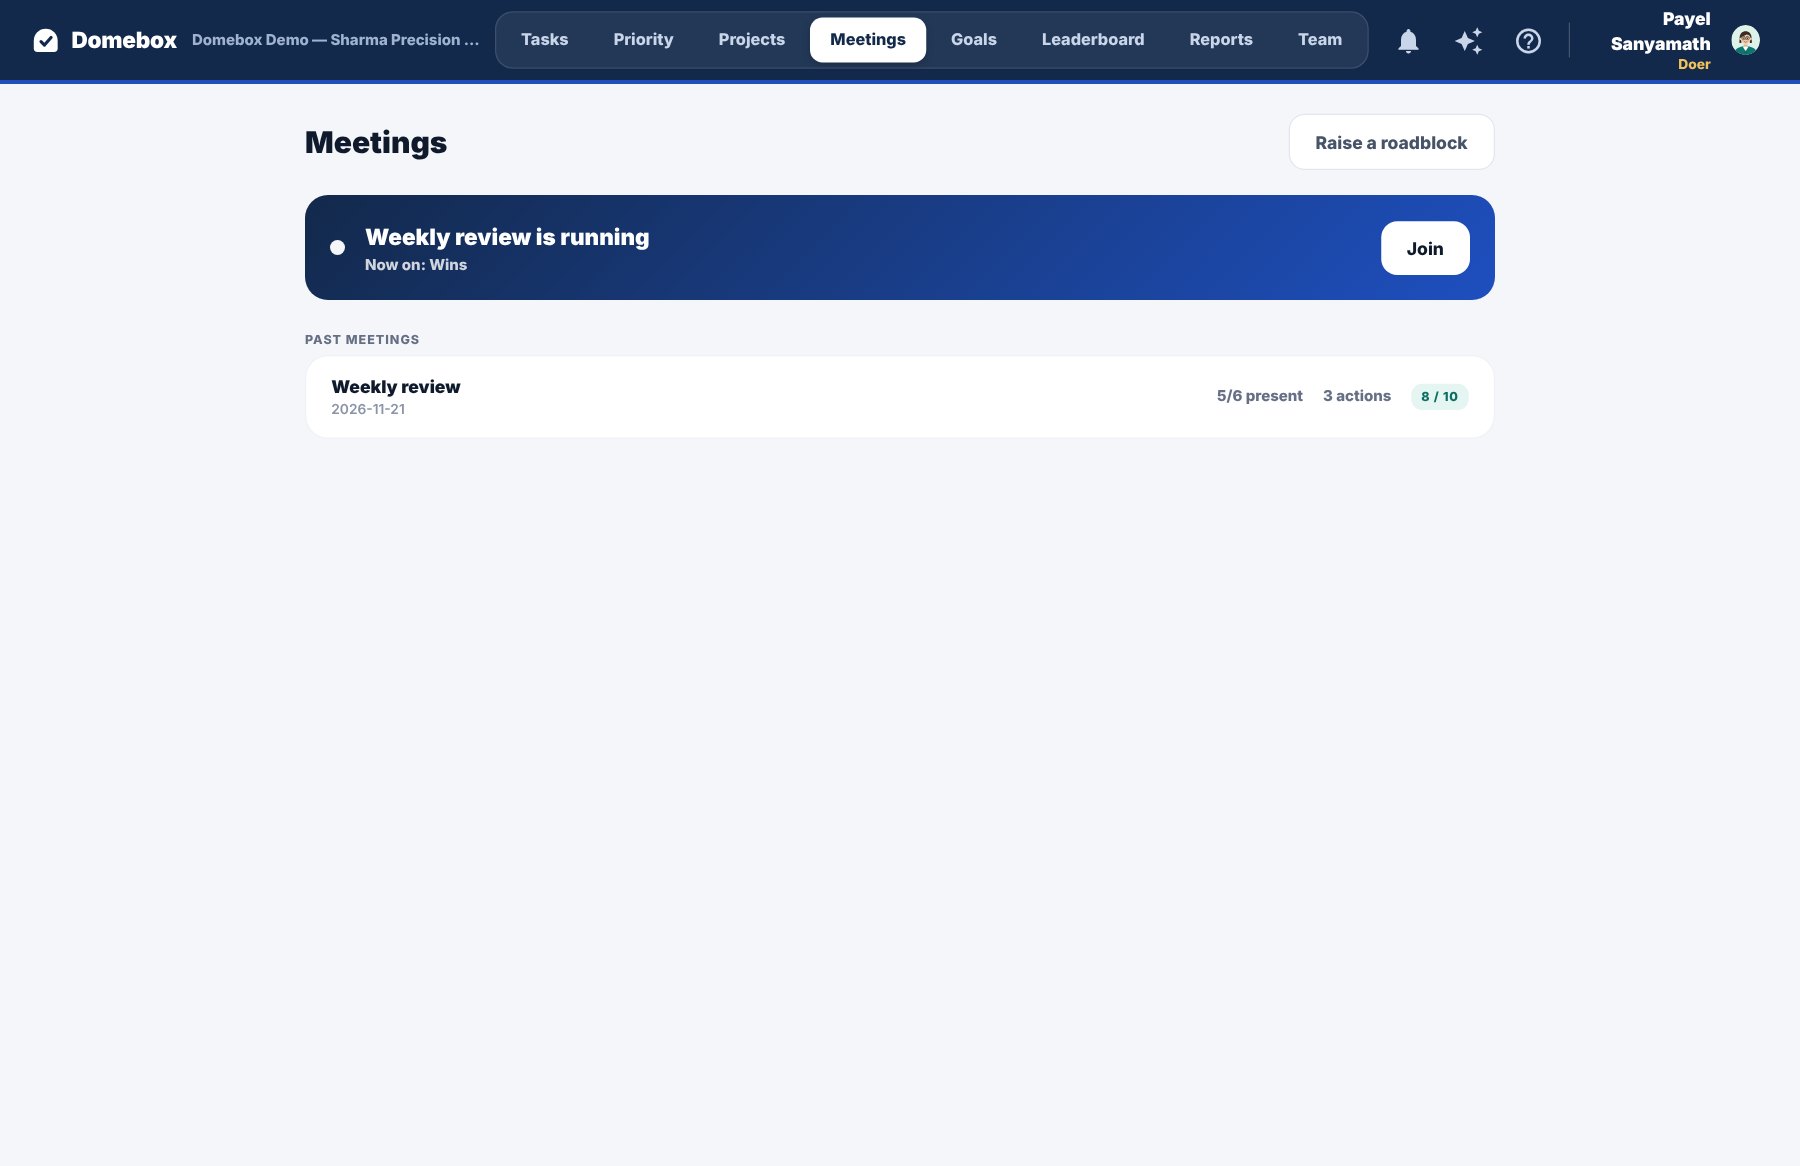 Domebox
Domebox Demo — Sharma Precision ...
Tasks
Priority
Projects
Meetings
Goals
Leaderboard
Reports
Team
Payel
Sanyamath
Doer
Meetings
Raise a roadblock
Weekly review is running
Now on: Wins
Join
PAST MEETINGS
Weekly review
2026-11-21
5/6 present
3 actions
8 / 10